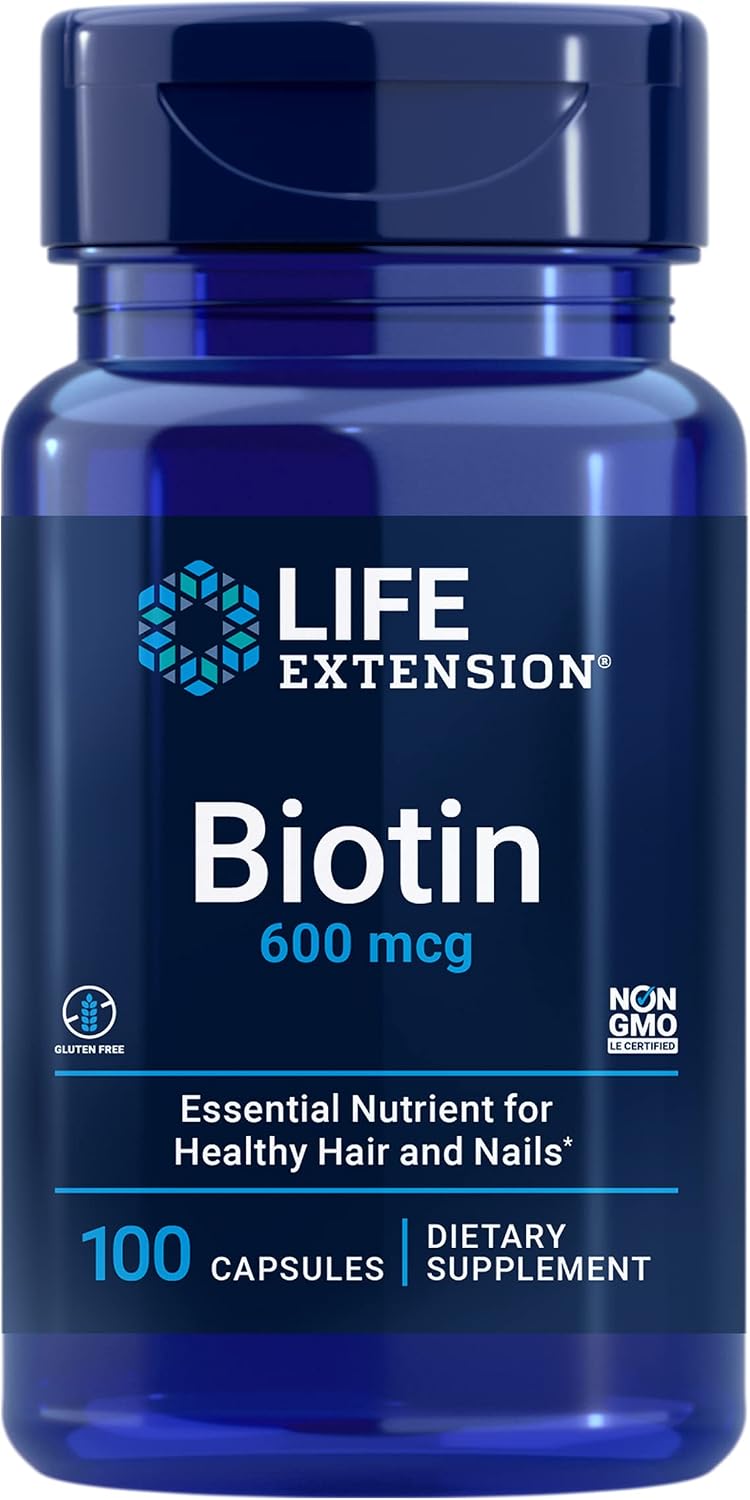 LIFE
EXTENSION®
Biotin
600 mcg
GLUTEN FREE
NON
GMO
LE CERTIFIED
Essential Nutrient for
Healthy Hair and Nails*
100 CAPSULES
DIETARY
SUPPLEMENT